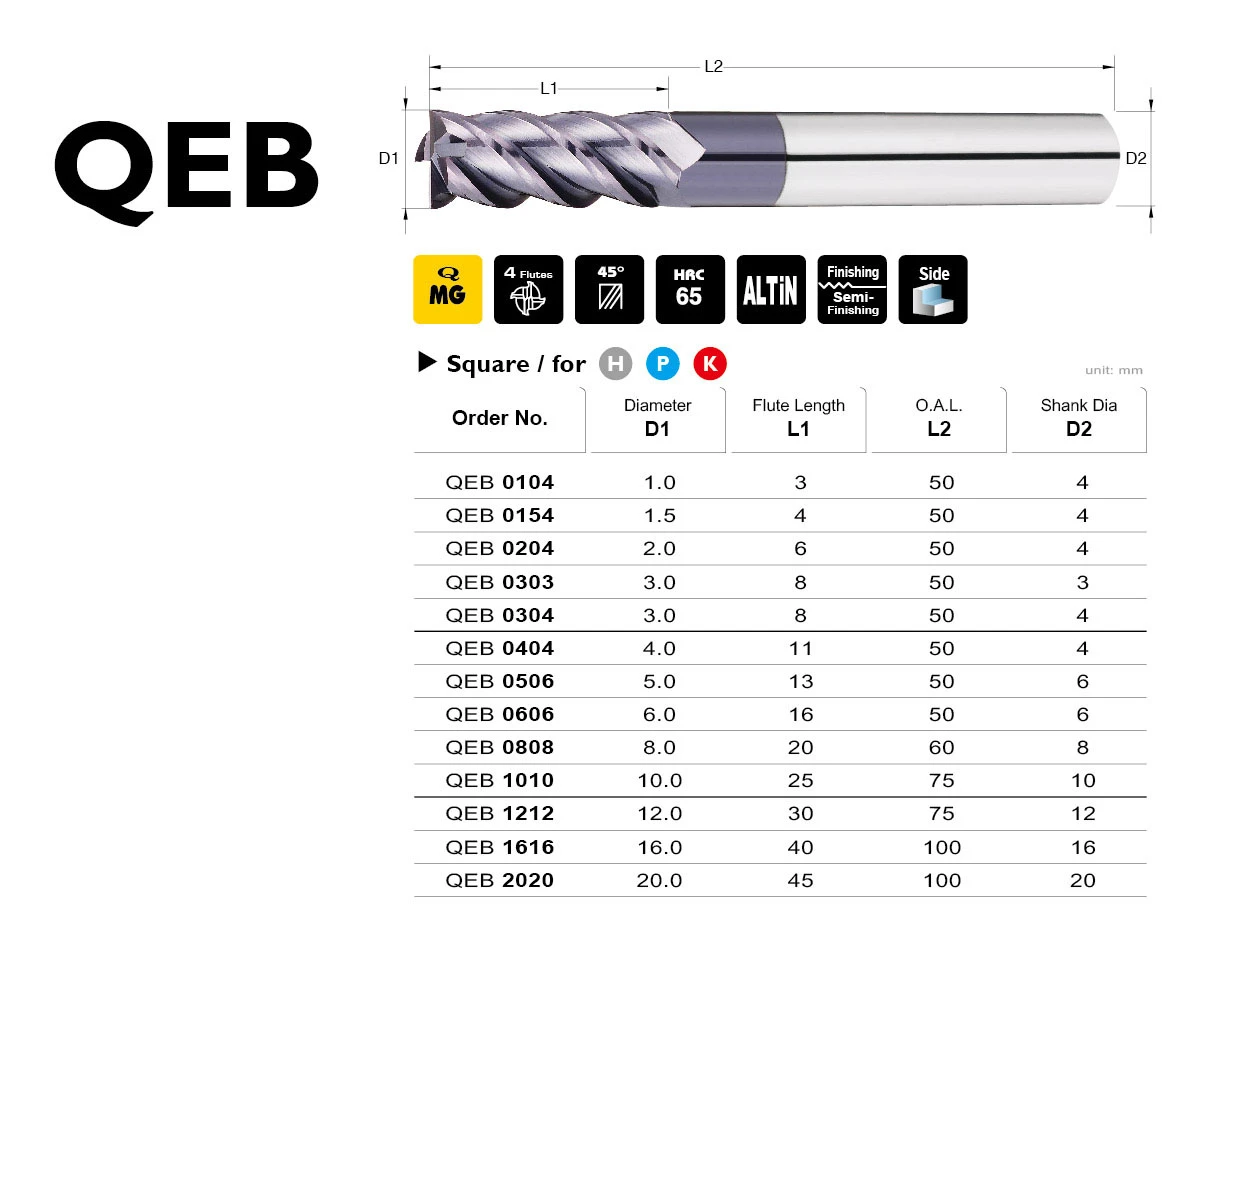 QEB
L2
L1
D1
D2
Q
MG
4 Flutes
45°
HRC
65
ALTiN
Finishing
Semi-
Finishing
Side
Square / for H P K
unit: mm
Order No. Diameter D1 Flute Length L1 O.A.L. L2 Shank Dia D2
QEB 0104 1.0 3 50 4
QEB 0154 1.5 4 50 4
QEB 0204 2.0 6 50 4
QEB 0303 3.0 8 50 3
QEB 0304 3.0 8 50 4
QEB 0404 4.0 11 50 4
QEB 0506 5.0 13 50 6
QEB 0606 6.0 16 50 6
QEB 0808 8.0 20 60 8
QEB 1010 10.0 25 75 10
QEB 1212 12.0 30 75 12
QEB 1616 16.0 40 100 16
QEB 2020 20.0 45 100 20